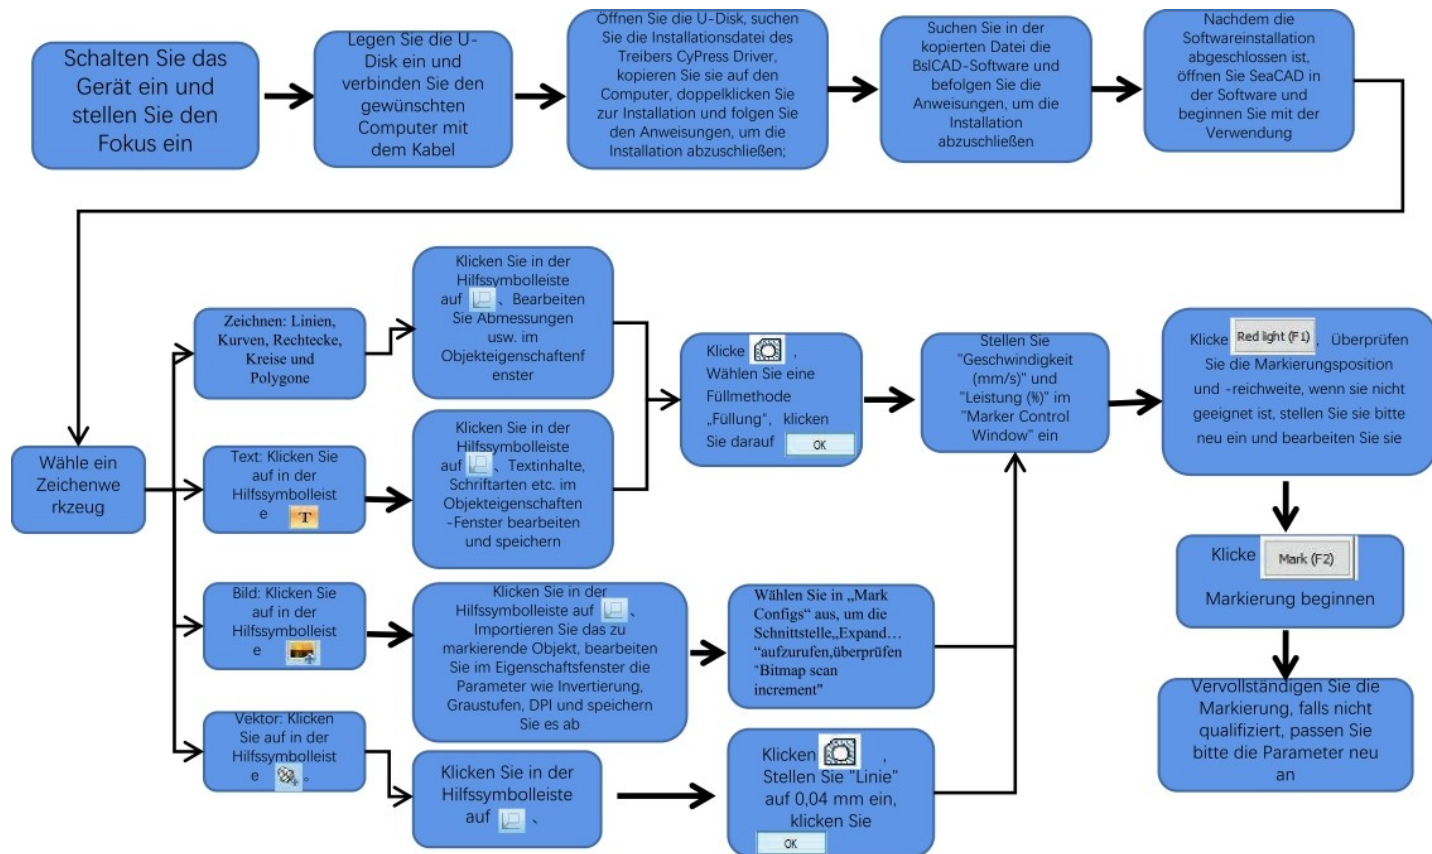 Schalten Sie das
Gerät ein und
stellen Sie den
Fokus ein
Legen Sie die U-
Disk ein und
verbinden Sie den
gewünschten
Computer mit
dem Kabel
Öffnen Sie die U-Disk, suchen
Sie die Installationsdatei des
Treibers CyPress Driver,
kopieren Sie sie auf den
Computer, doppelklicken Sie
zur Installation und folgen Sie
den Anweisungen, um die
Installation abzuschließen;
Suchen Sie in der
kopierten Datei die
BslCAD-Software und
befolgen Sie die
Anweisungen, um die
Installation
abzuschließen
Nachdem die
Softwareinstallation
abgeschlossen ist,
öffnen Sie SeaCAD in
der Software und
beginnen Sie mit der
Verwendung
Wähle ein
Zeichenwe
rkzeug
Zeichnen: Linien,
Kurven, Rechtecke,
Kreise und
Polygone
Klicken Sie in der
Hilfssymbolleiste
auf 、Bearbeiten
Sie Abmessungen
usw. im
Objekteigenschaftenf
enster
Text: Klicken Sie
auf in der
Hilfssymbolleist
e T
Klicken Sie in der
Hilfssymbolleiste
auf 、Textinhalte,
Schriftarten etc. im
Objekteigenschaften
-Fenster bearbeiten
und speichern
Klicke ,
Wählen Sie eine
Füllmethode
„Füllung“, klicken
Sie darauf OK
Bild: Klicken Sie
auf in der
Hilfssymbolleist
e
Klicken Sie in der
Hilfssymbolleiste auf 、
Importieren Sie das zu
markierende Objekt, bearbeiten
Sie im Eigenschaftsfenster die
Parameter wie Invertierung,
Graustufen, DPI und speichern
Sie es ab
Wählen Sie in „Mark
Configs“ aus, um die
Schnittstelle„Expand…
“aufzurufen,überprüfen
"Bitmap scan
increment"
Vektor: Klicken
Sie auf in der
Hilfssymbolleist
e 。
Klicken Sie in der
Hilfssymbolleiste
auf 、
Klicken ,
Stellen Sie "Linie"
auf 0,04 mm ein,
klicken Sie
OK
Stellen Sie
"Geschwindigkeit
(mm/s)" und
"Leistung (%)" im
"Marker Control
Window" ein
Klicke Red light (F1), überprüfen
Sie die Markierungsposition
und -reichweite, wenn sie nicht
geeignet ist, stellen Sie sie bitte
neu ein und bearbeiten Sie sie
Klicke Mark (F2)
Markierung beginnen
Vervollständigen Sie die
Markierung, falls nicht
qualifiziert, passen Sie
bitte die Parameter neu
an